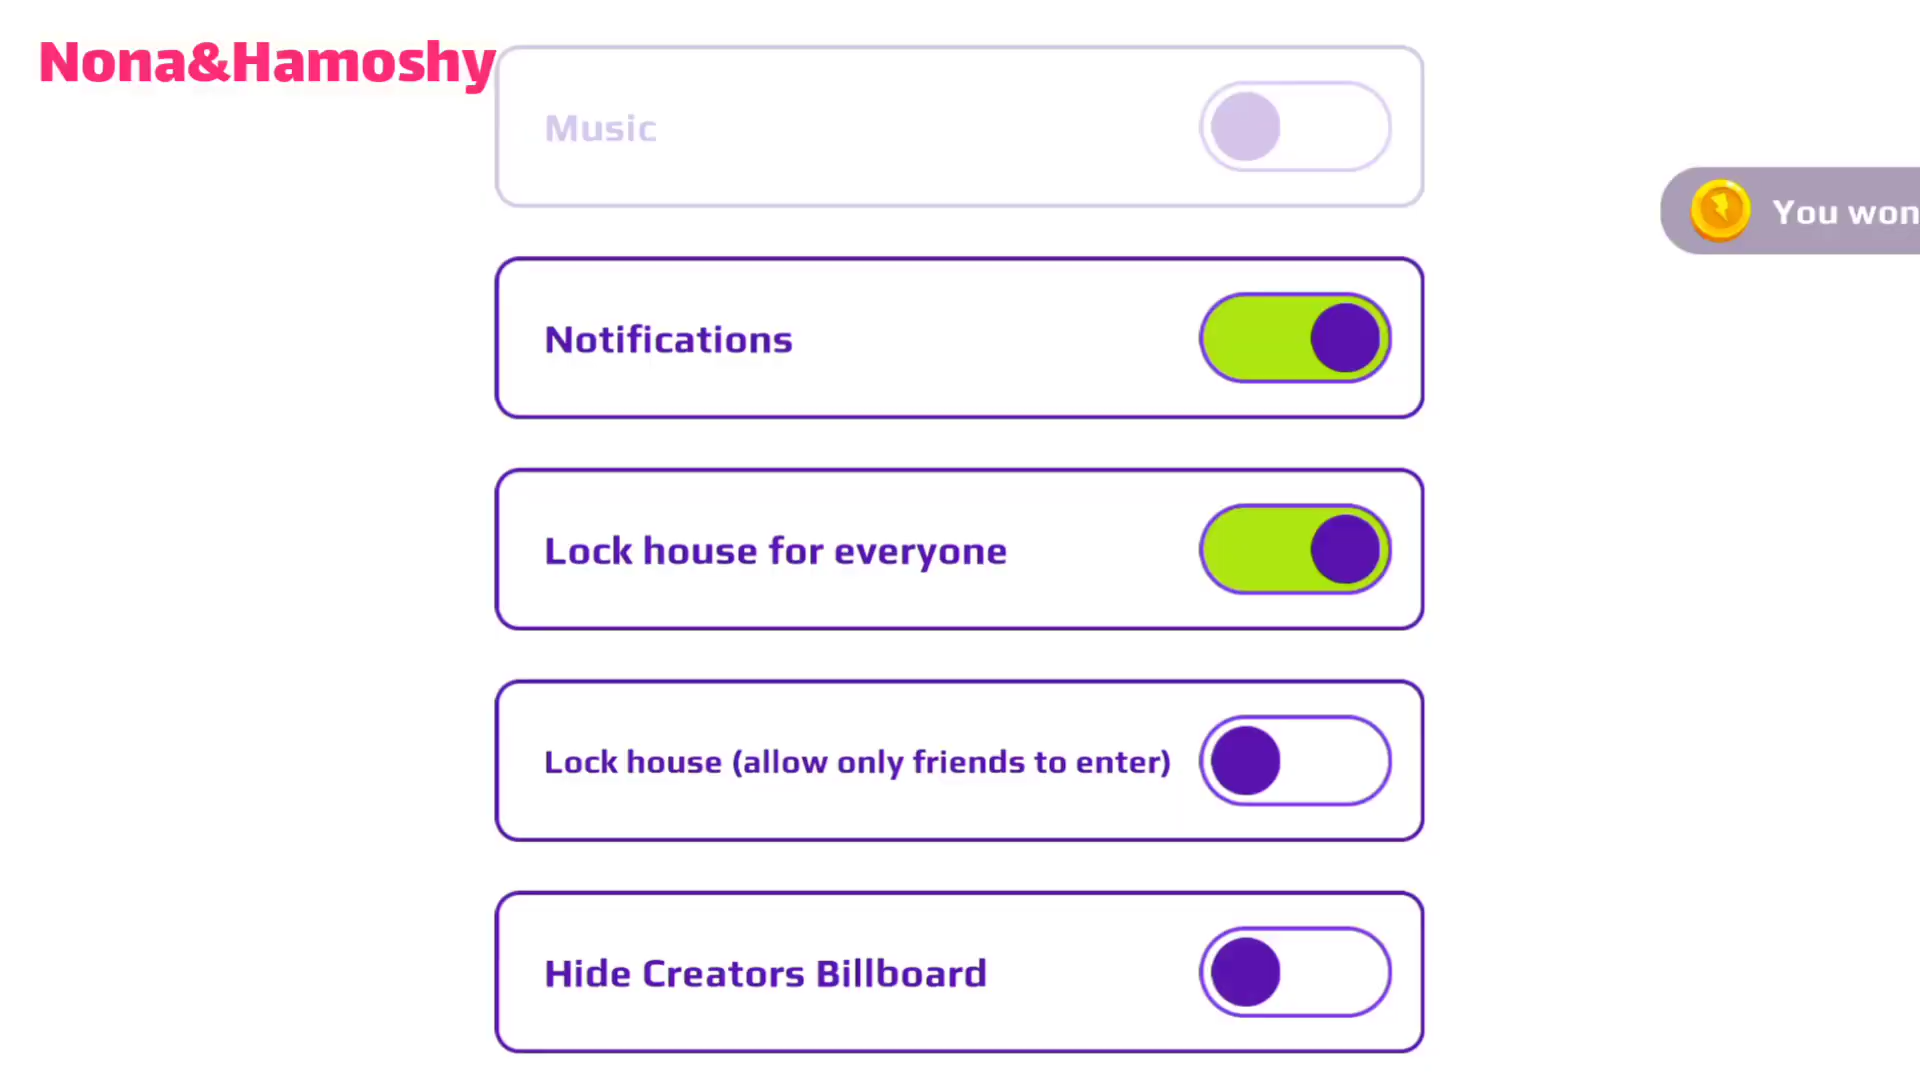 Nona&Hamoshy
Music
You won
Notifications
Lock house for everyone
Lock house (allow only friends to enter)
Hide Creators Billboard